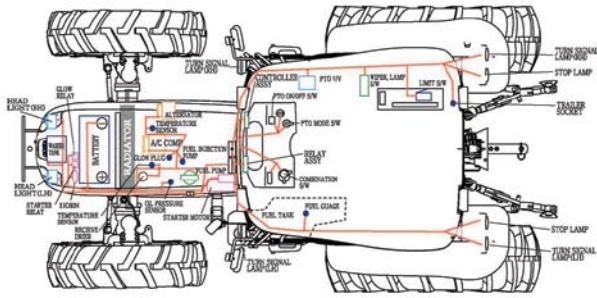 TURN SIGNAL
LAMP(RH)
GLOW
RELAY
HEAD
LIGHT (RH)
ALTERNATOR
TEMPERATURE
SENSOR
A/C COMP
BATTERY
RADIATOR
GLOW PLUG
FUEL INJECTION
PUMP
FUEL PUMP
HEAD
LIGHT(LH)
STARTER
RELAT
HORN
TEMPERATURE
SENSOR
RECEIVE
DRIER
OIL PRESSURE
SENSOR
STARTER MOTOR
CONTROLLER
ASSY
PTO V/V
PTO ON/OFF S/W
WIPER, LAMP
S/W
LIMIT S/W
PTO MODE S/W
RELAY
ASSY
COMBINATION
S/W
FUEL GUAGE
FUEL TANK
TURN SIGNAL
LAMP(LH)
TURN SIGNAL
LAMP(RH)
STOP LAMP
TRAILER
SOCKET
STOP LAMP
TURN SIGNAL
LAMP(LH)